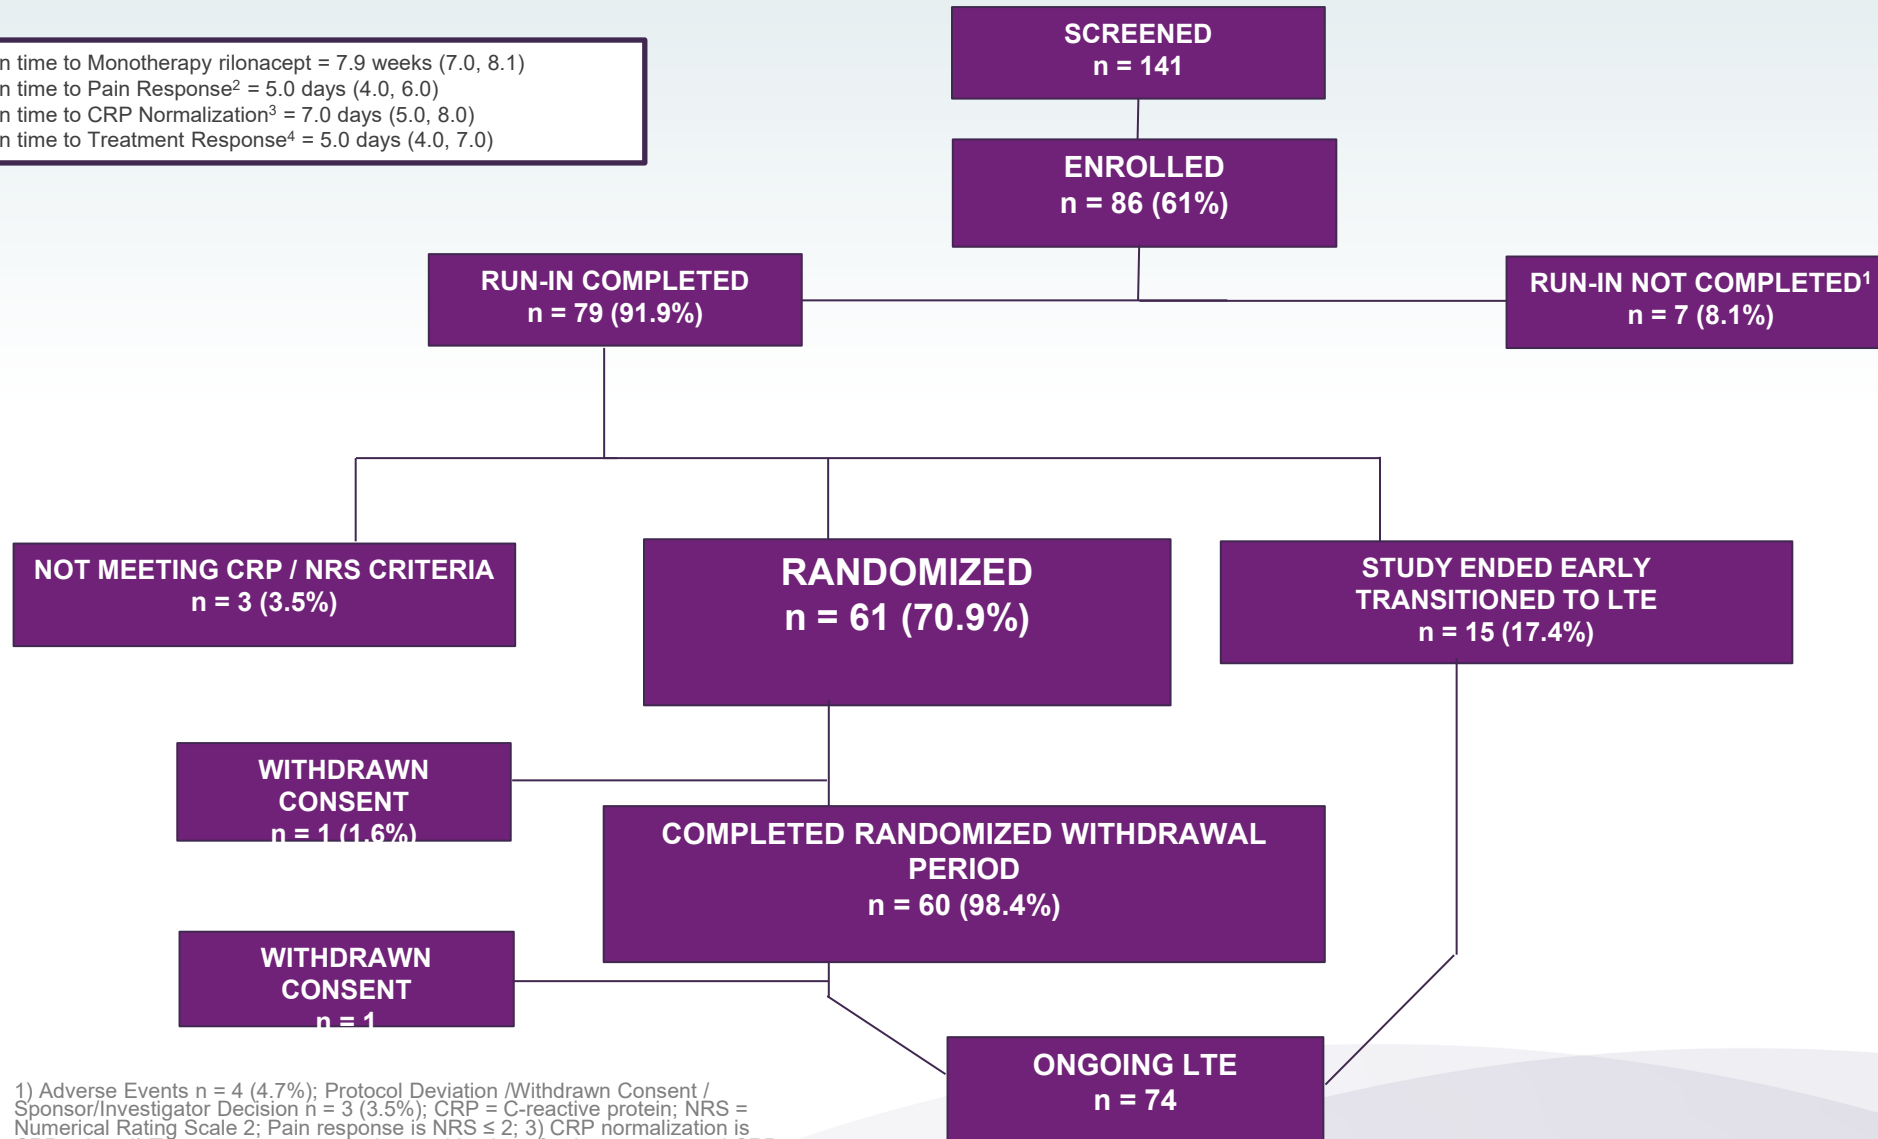 n time to Monotherapy rilonacept = 7.9 weeks (7.0, 8.1)
n time to Pain Response² = 5.0 days (4.0, 6.0)
n time to CRP Normalization³ = 7.0 days (5.0, 8.0)
n time to Treatment Response⁴ = 5.0 days (4.0, 7.0)
SCREENED
n = 141
ENROLLED
n = 86 (61%)
RUN-IN COMPLETED
n = 79 (91.9%)
RUN-IN NOT COMPLETED¹
n = 7 (8.1%)
NOT MEETING CRP / NRS CRITERIA
n = 3 (3.5%)
RANDOMIZED
n = 61 (70.9%)
STUDY ENDED EARLY
TRANSITIONED TO LTE
n = 15 (17.4%)
WITHDRAWN
CONSENT
n = 1 (1.6%)
COMPLETED RANDOMIZED WITHDRAWAL
PERIOD
n = 60 (98.4%)
WITHDRAWN
CONSENT
n = 1
ONGOING LTE
n = 74
1) Adverse Events n = 4 (4.7%); Protocol Deviation /Withdrawn Consent /
Sponsor/Investigator Decision n = 3 (3.5%); CRP = C-reactive protein; NRS =
Numerical Rating Scale 2; Pain response is NRS ≤ 2; 3) CRP normalization is